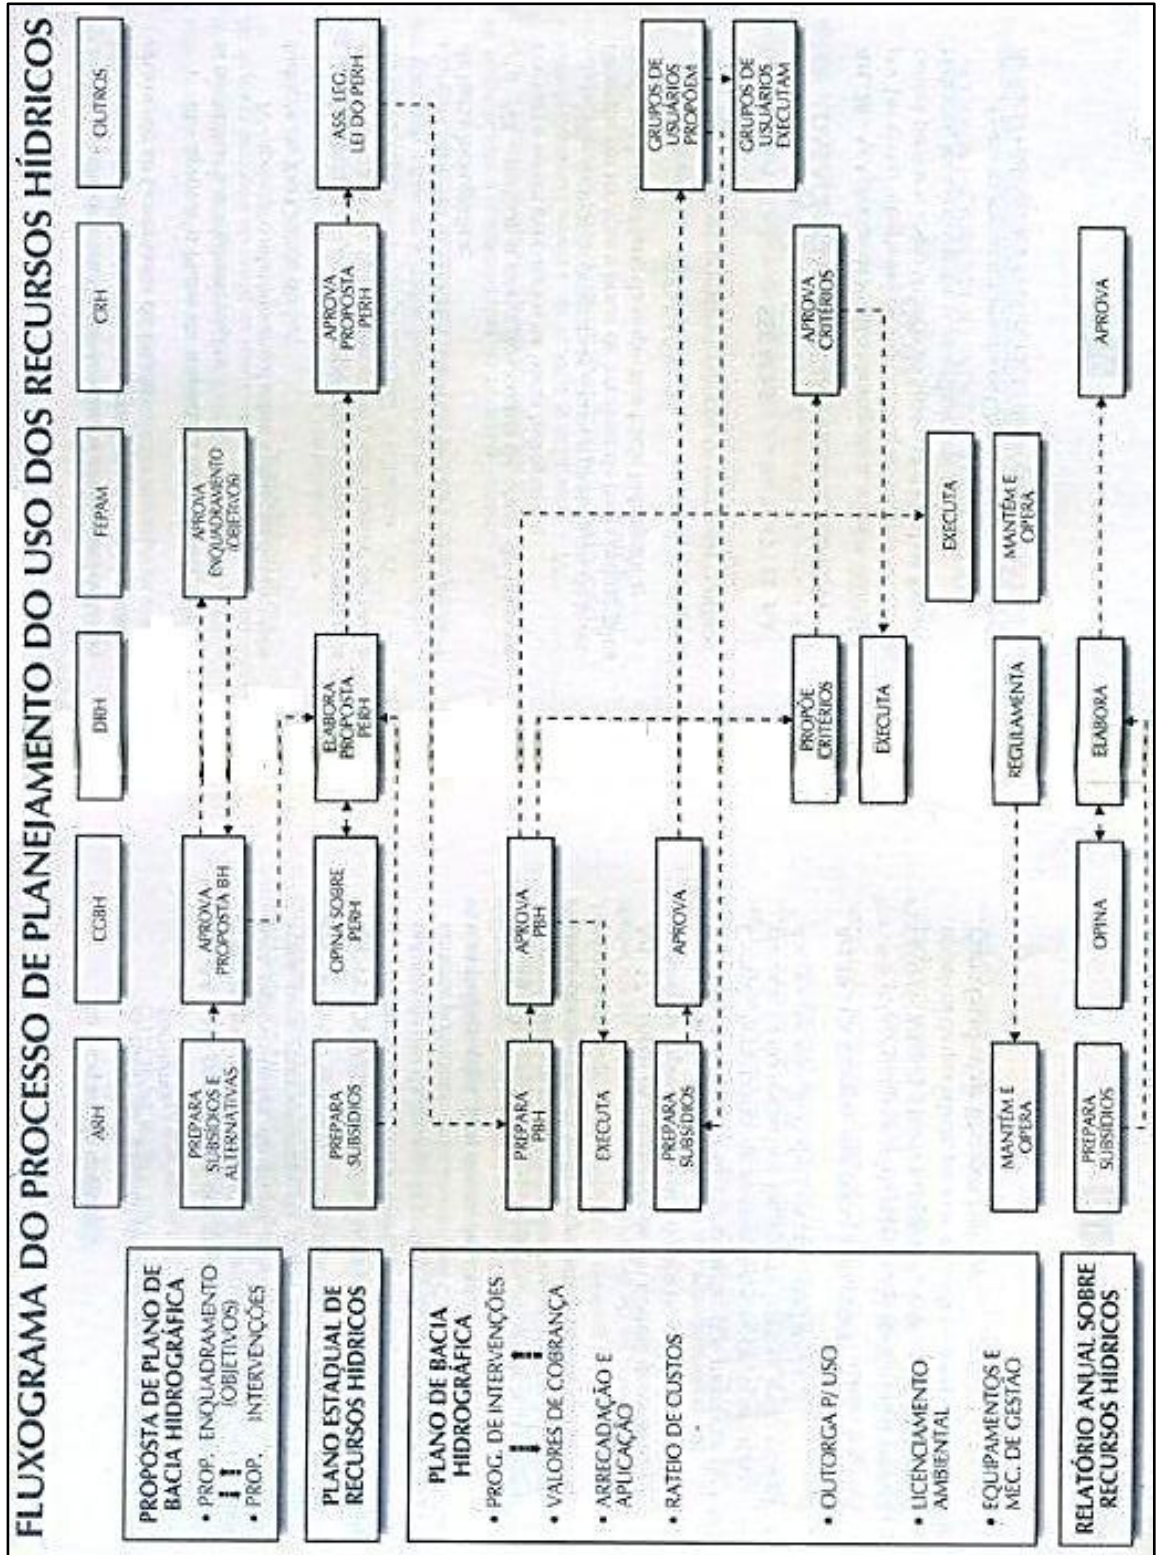 FLUXOGRAMA DO PROCESSO DE PLANEJAMENTO DO USO DOS RECURSOS HÍDRICOS
ARH
CGBH
DRH
FEPAM
CRH
OUTROS
PROPOSTA DE PLANO DE
BACIA HIDROGRÁFICA
• PROP. ENQUADRAMENTO
(OBJETIVOS)
• PROP. INTERVENÇÕES
PREPARA
SUBSÍDIOS E
ALTERNATIVAS
APROVA
PROPOSTA BH
APROVA
ENQUADRAMENTO
(OBJETIVOS)
PLANO ESTADUAL DE
RECURSOS HIDRICOS
PREPARA
SUBSÍDIOS
OPINA SOBRE
PERH
ELABORA
PROPOSTA
PERH
APROVA
PROPOSTA
PERH
ASS. LEG.
LEI DO PERH
PLANO DE BACIA
HIDROGRÁFICA
• PROG. DE INTERVENÇÕES
• VALORES DE COBRANÇA
• ARRECADAÇÃO E
APLICAÇÃO
• RATEIO DE CUSTOS
• OUTORGA P/ USO
• LICENCIAMENTO
AMBIENTAL
• EQUIPAMENTOS E
MEC. DE GESTÃO
PREPARA
PBH
APROVA
PBH
EXECUTA
PREPARA
SUBSÍDIOS
APROVA
GRUPOS DE
USUÁRIOS
PROPÕEM
GRUPOS DE
USUÁRIOS
EXECUTAM
PROPÕE
CRITÉRIOS
APROVA
CRITÉRIOS
EXECUTA
EXECUTA
MANTÉM E
OPERA
REGULAMENTA
MANTÉM E
OPERA
RELATÓRIO ANUAL SOBRE
RECURSOS HÍDRICOS
PREPARA
SUBSÍDIOS
OPINA
ELABORA
APROVA